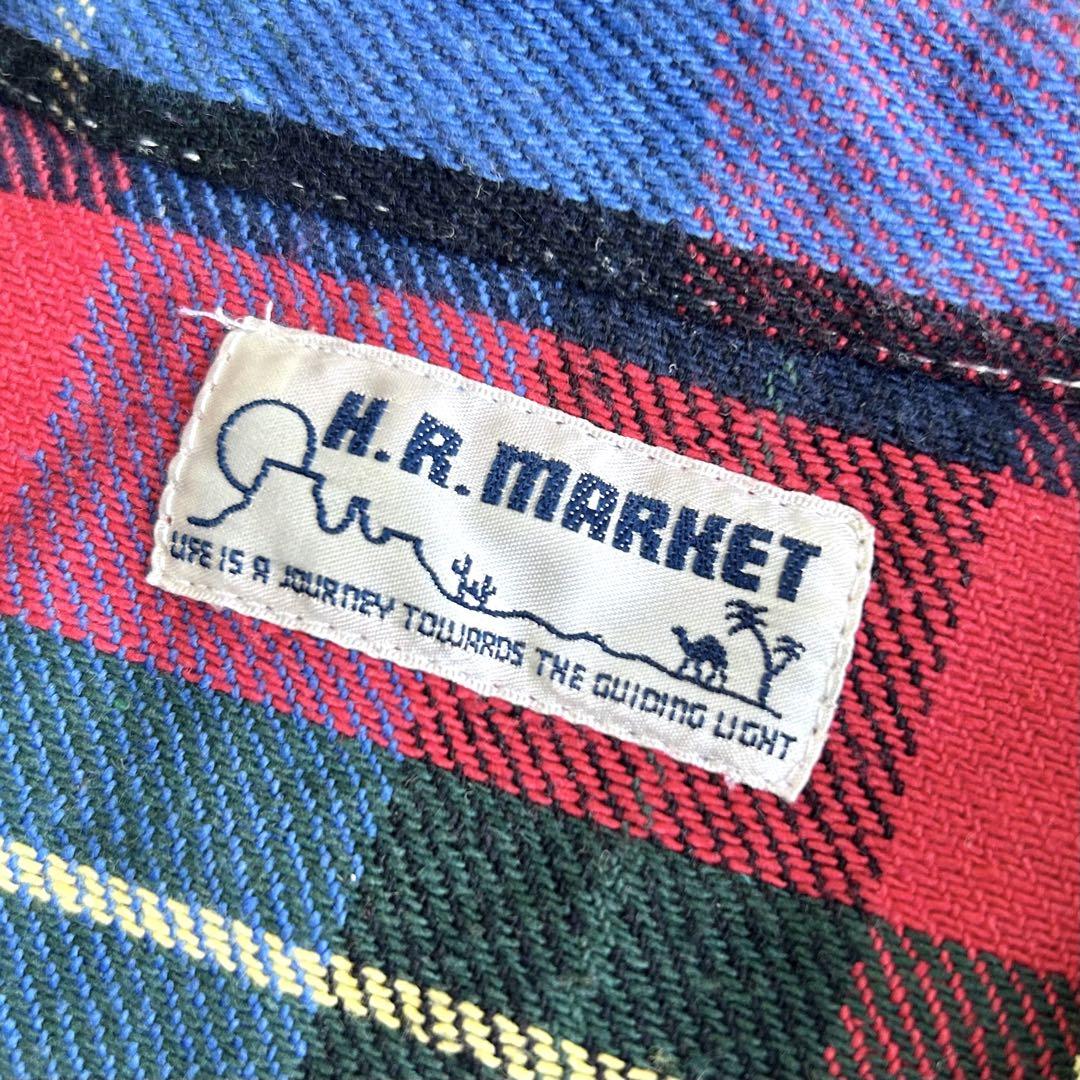 H.R.MARKET
LIFE IS A JOURNEY TOWARDS THE GUIDING LIGHT